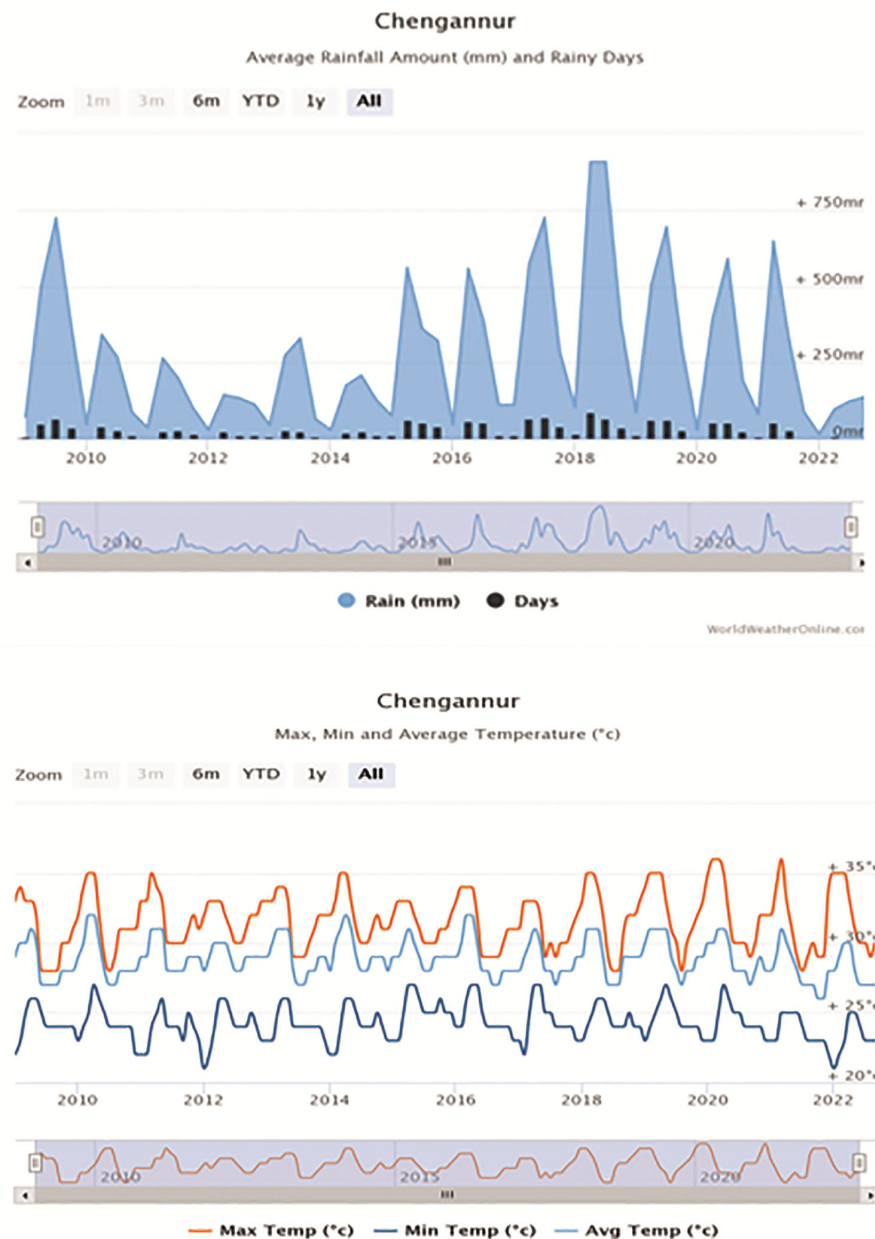 Chengannur
Average Rainfall Amount (mm) and Rainy Days
Zoom 1m 3m 6m YTD 1y All
+ 750mr
+ 500mr
+ 250mr
0mr
2010 2012 2014 2016 2018 2020 2022
2010 2015 2020
Rain (mm) Days
WorldWeatherOnline.cor
Chengannur
Max, Min and Average Temperature (°c)
Zoom 1m 3m 6m YTD 1y All
+ 35°c
+ 30°c
+ 25°c
+ 20°c
2010 2012 2014 2016 2018 2020 2022
2010 2015 2020
Max Temp (°c) Min Temp (°c) Avg Temp (°c)